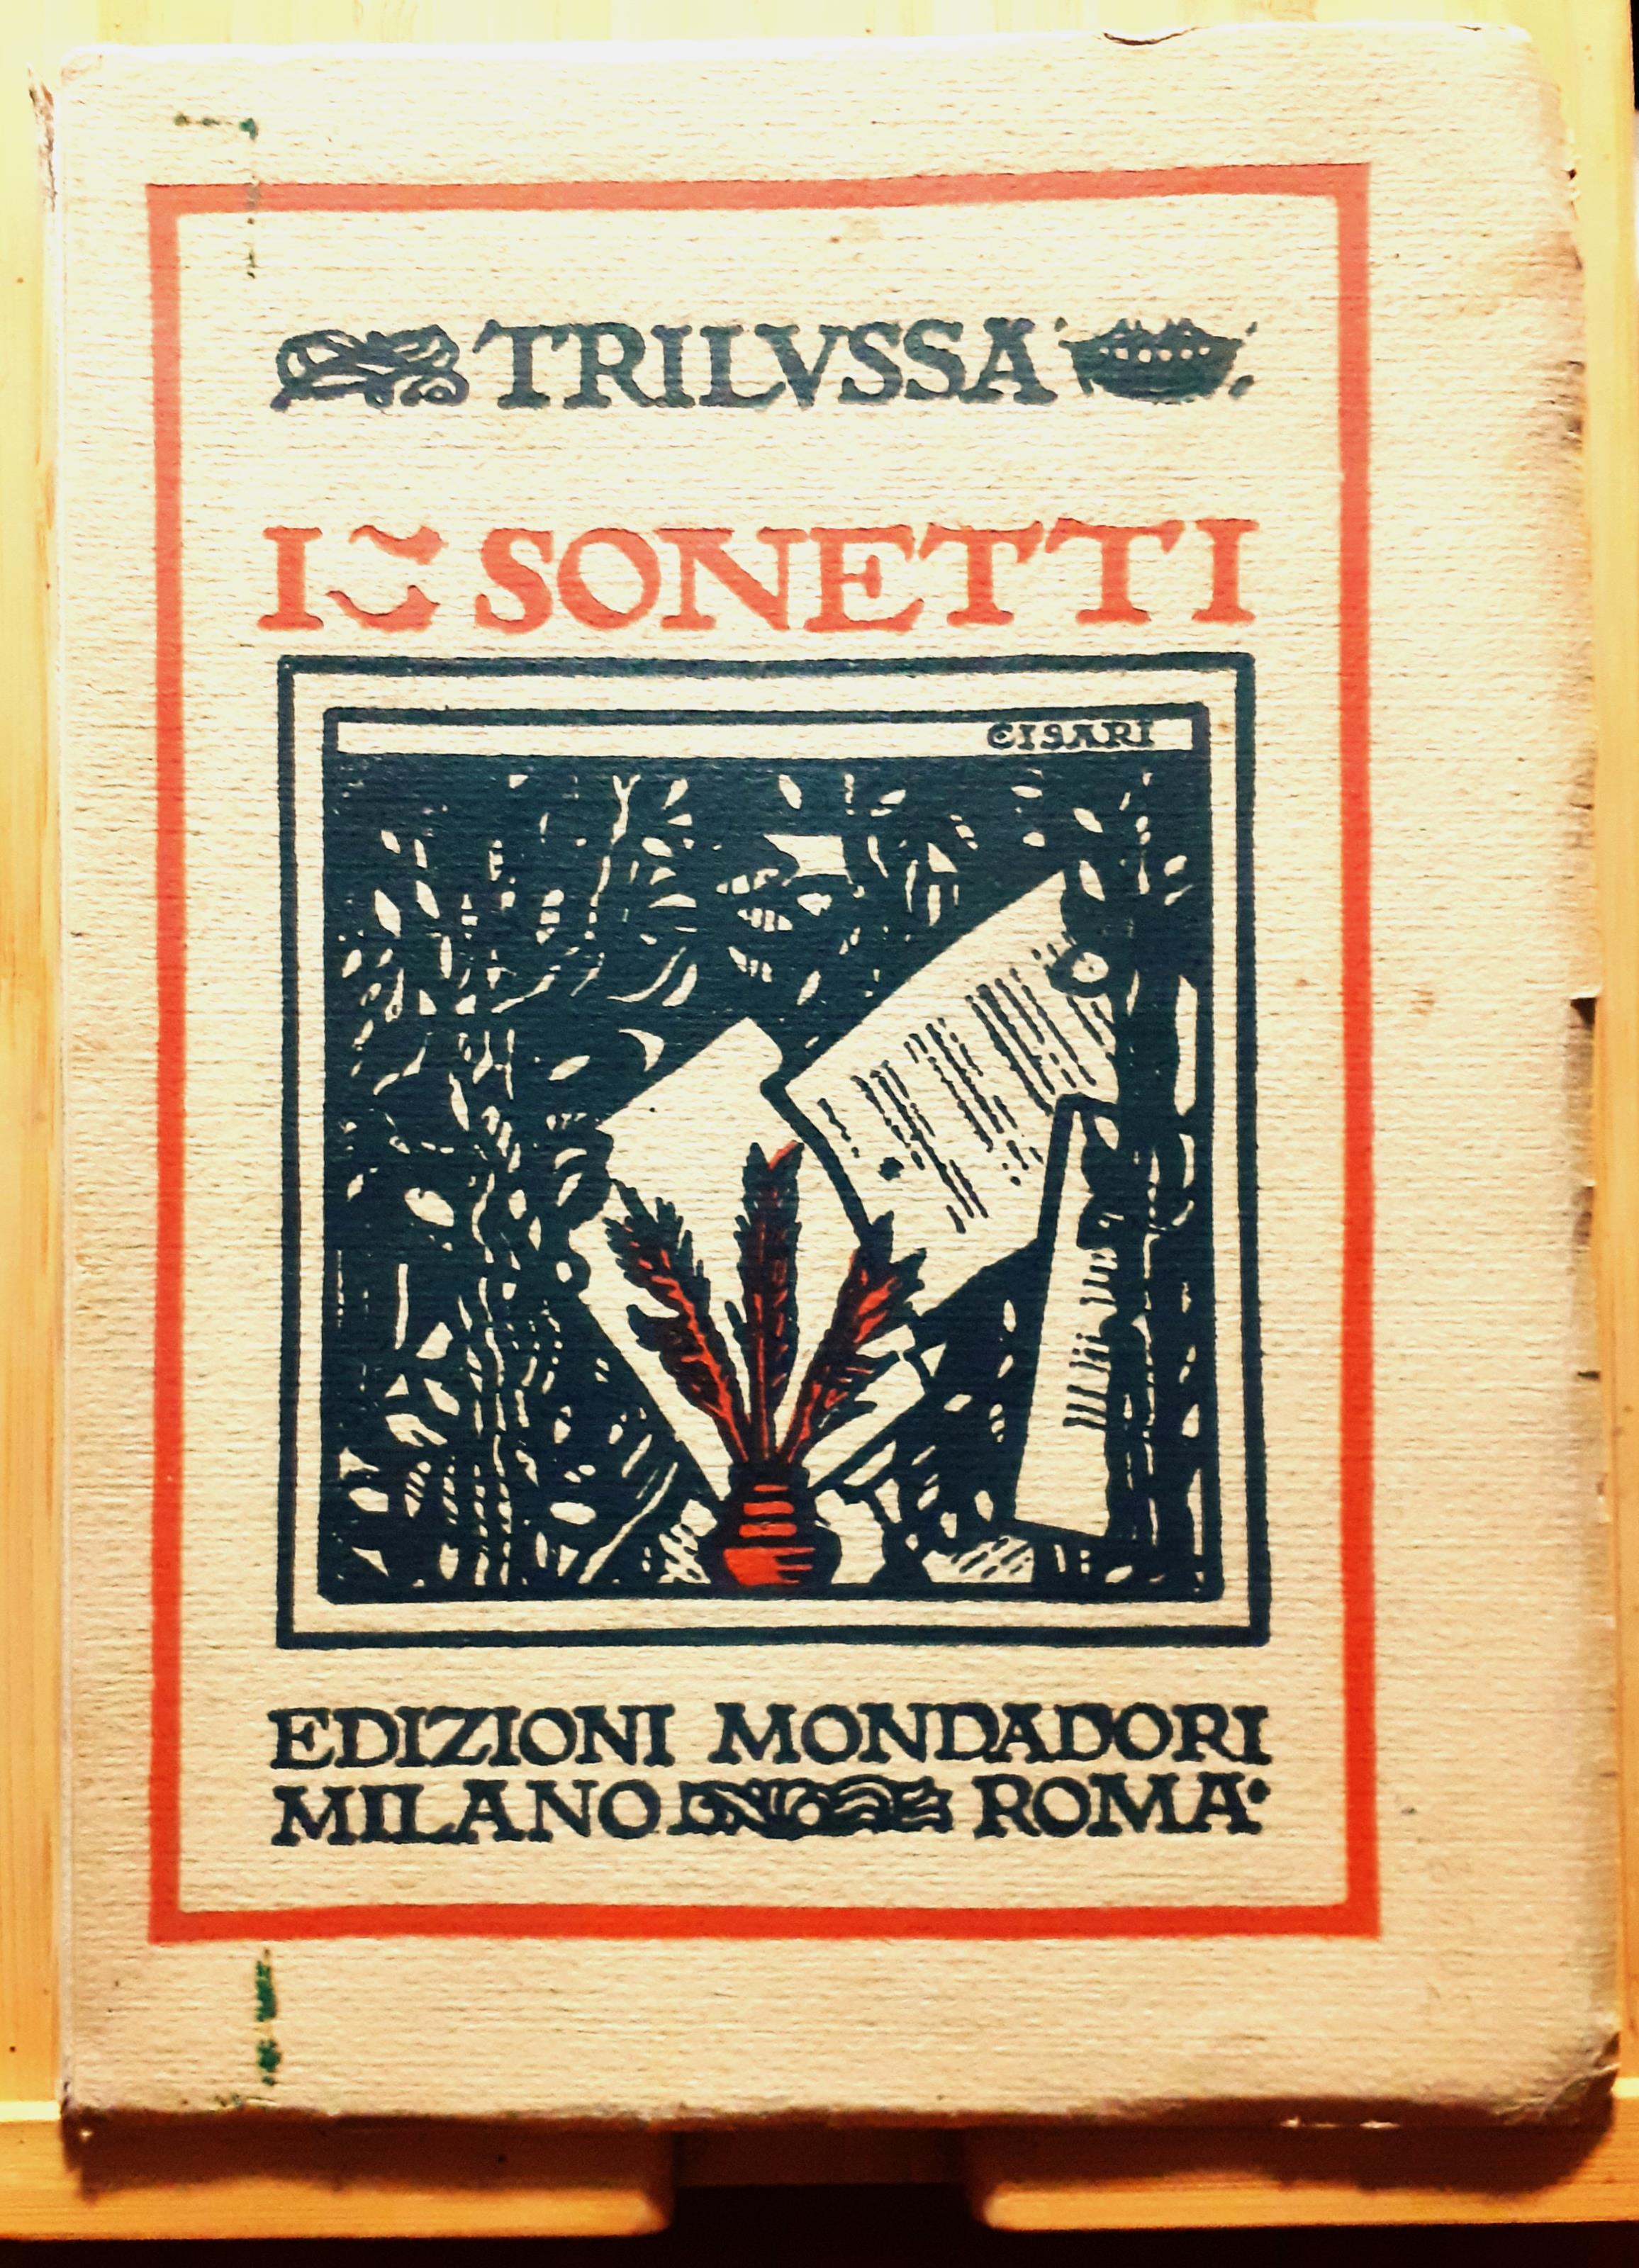 TRILVSSA
I SONETTI
CISARI
EDIZIONI MONDADORI
MILANO ROMA